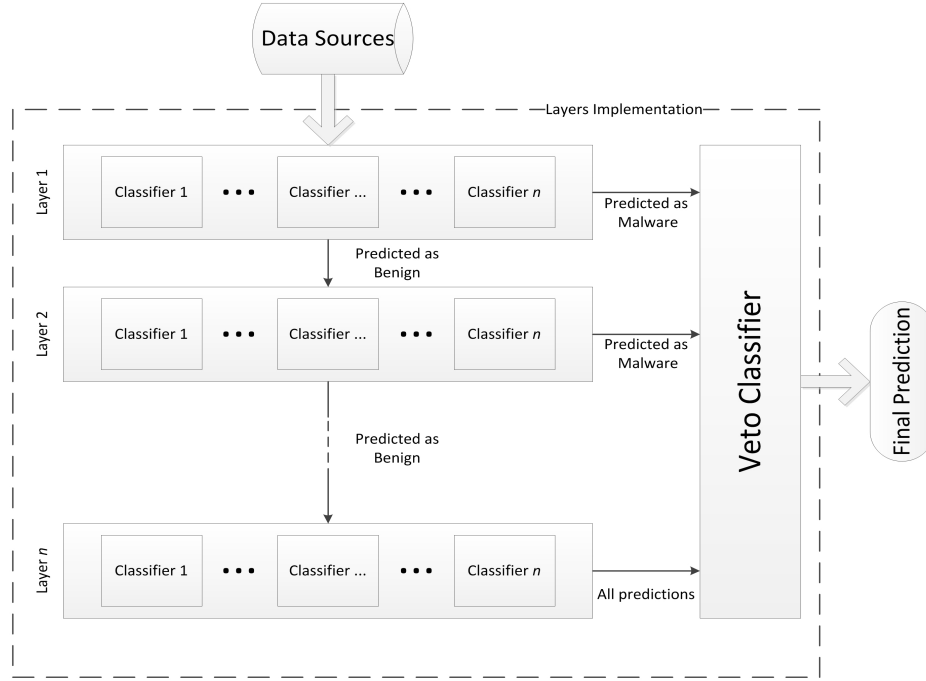 Data Sources
Layers Implementation
Layer 1
Classifier 1
Classifier ...
Classifier n
Predicted as
Malware
Predicted as
Benign
Layer 2
Classifier 1
Classifier ...
Classifier n
Predicted as
Malware
Predicted as
Benign
Layer n
Classifier 1
Classifier ...
Classifier n
All predictions
Veto Classifier
Final Prediction